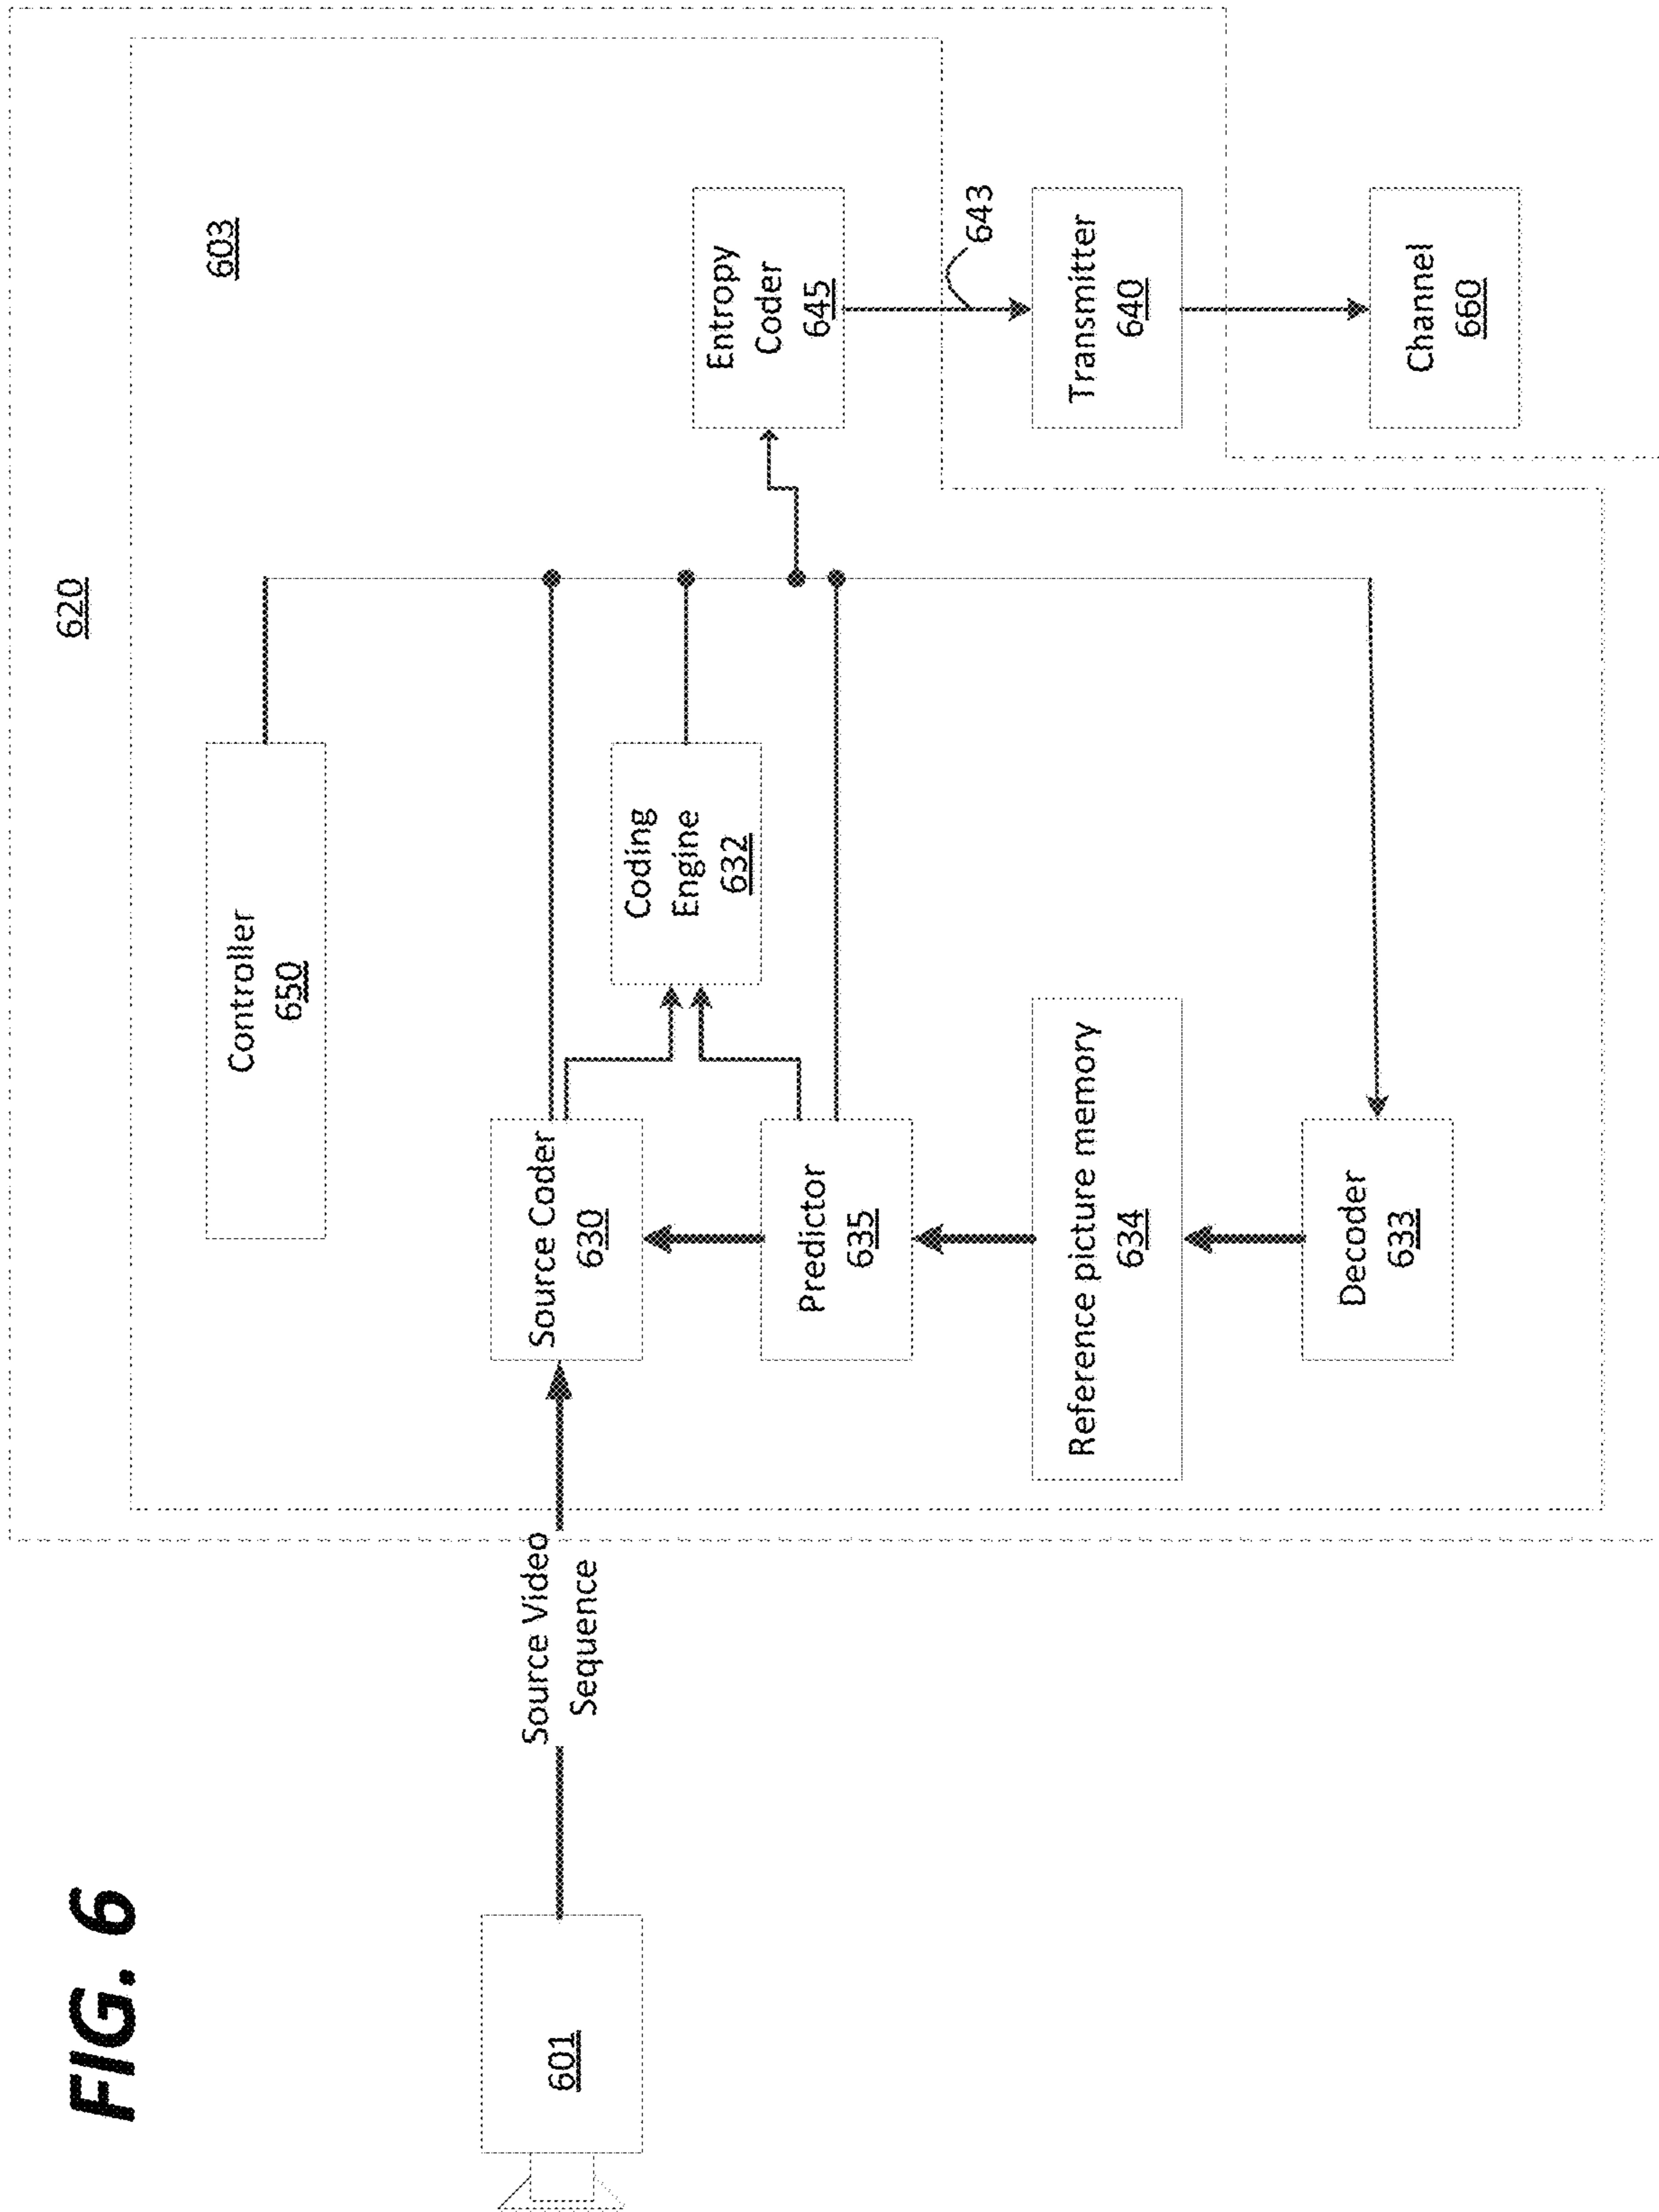 FIG. 6
620
603
Controller
650
601
Source Video
Sequence
Source Coder
630
Coding
Engine
632
Entropy
Coder
645
Predictor
635
643
Reference picture memory
634
Transmitter
640
Decoder
633
Channel
660